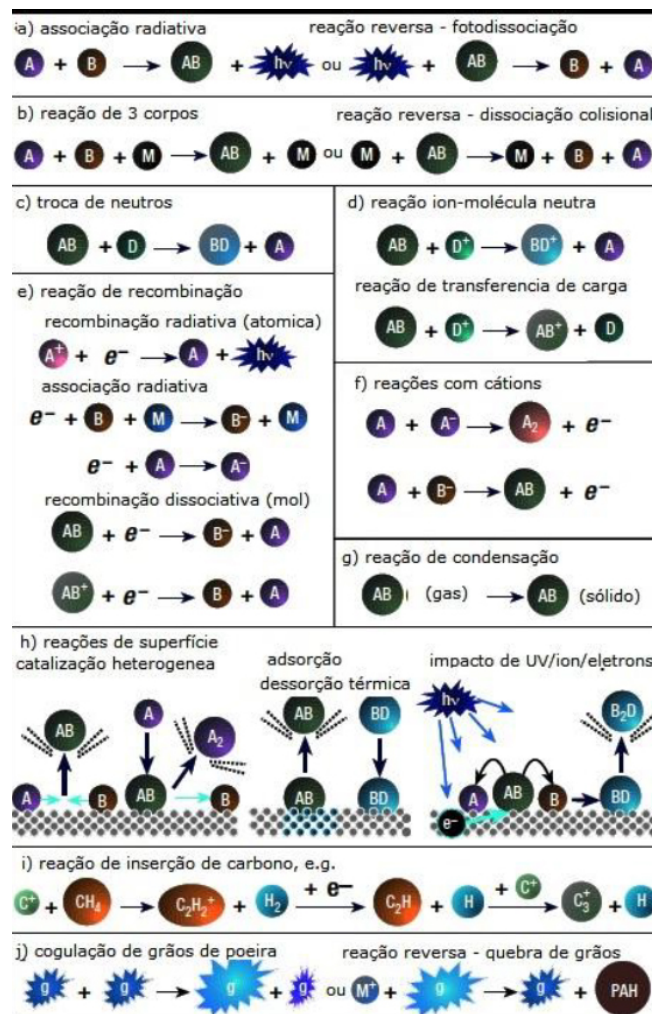 a) associação radiativa reação reversa - fotodissociação
A + B → AB + hν ou hν + AB → B + A
b) reação de 3 corpos reação reversa - dissociação colisional
A + B + M → AB + M ou M + AB → M + B + A
c) troca de neutros
AB + D → BD + A
d) reação ion-molécula neutra
AB + D⁺ → BD⁺ + A
reação de transferencia de carga
AB + D⁺ → AB⁺ + D
e) reação de recombinação
recombinação radiativa (atomica)
A⁺ + e⁻ → A + hν
associação radiativa
e⁻ + B + M → B⁻ + M
e⁻ + A → A⁻
recombinação dissociativa (mol)
AB + e⁻ → B⁻ + A
AB⁺ + e⁻ → B + A
f) reações com cátions
A + A⁻ → A₂ + e⁻
A + B⁻ → AB + e⁻
g) reação de condensação
AB (gas) → AB (sólido)
h) reações de superfície
catalização heterogenea
AB A A₂
A B AB B
adsorção
dessorção térmica
AB BD
AB BD
impacto de UV/ion/eletrons
hν B₂D
e⁻ A AB B BD
i) reação de inserção de carbono, e.g.
C⁺ + CH₄ → C₂H₂⁺ + H₂ + e⁻ → C₂H + H + C⁺ → C₃⁺ + H
j) cogulação de grãos de poeira reação reversa - quebra de grãos
g + g → g + g ou M⁺ + g → g + PAH